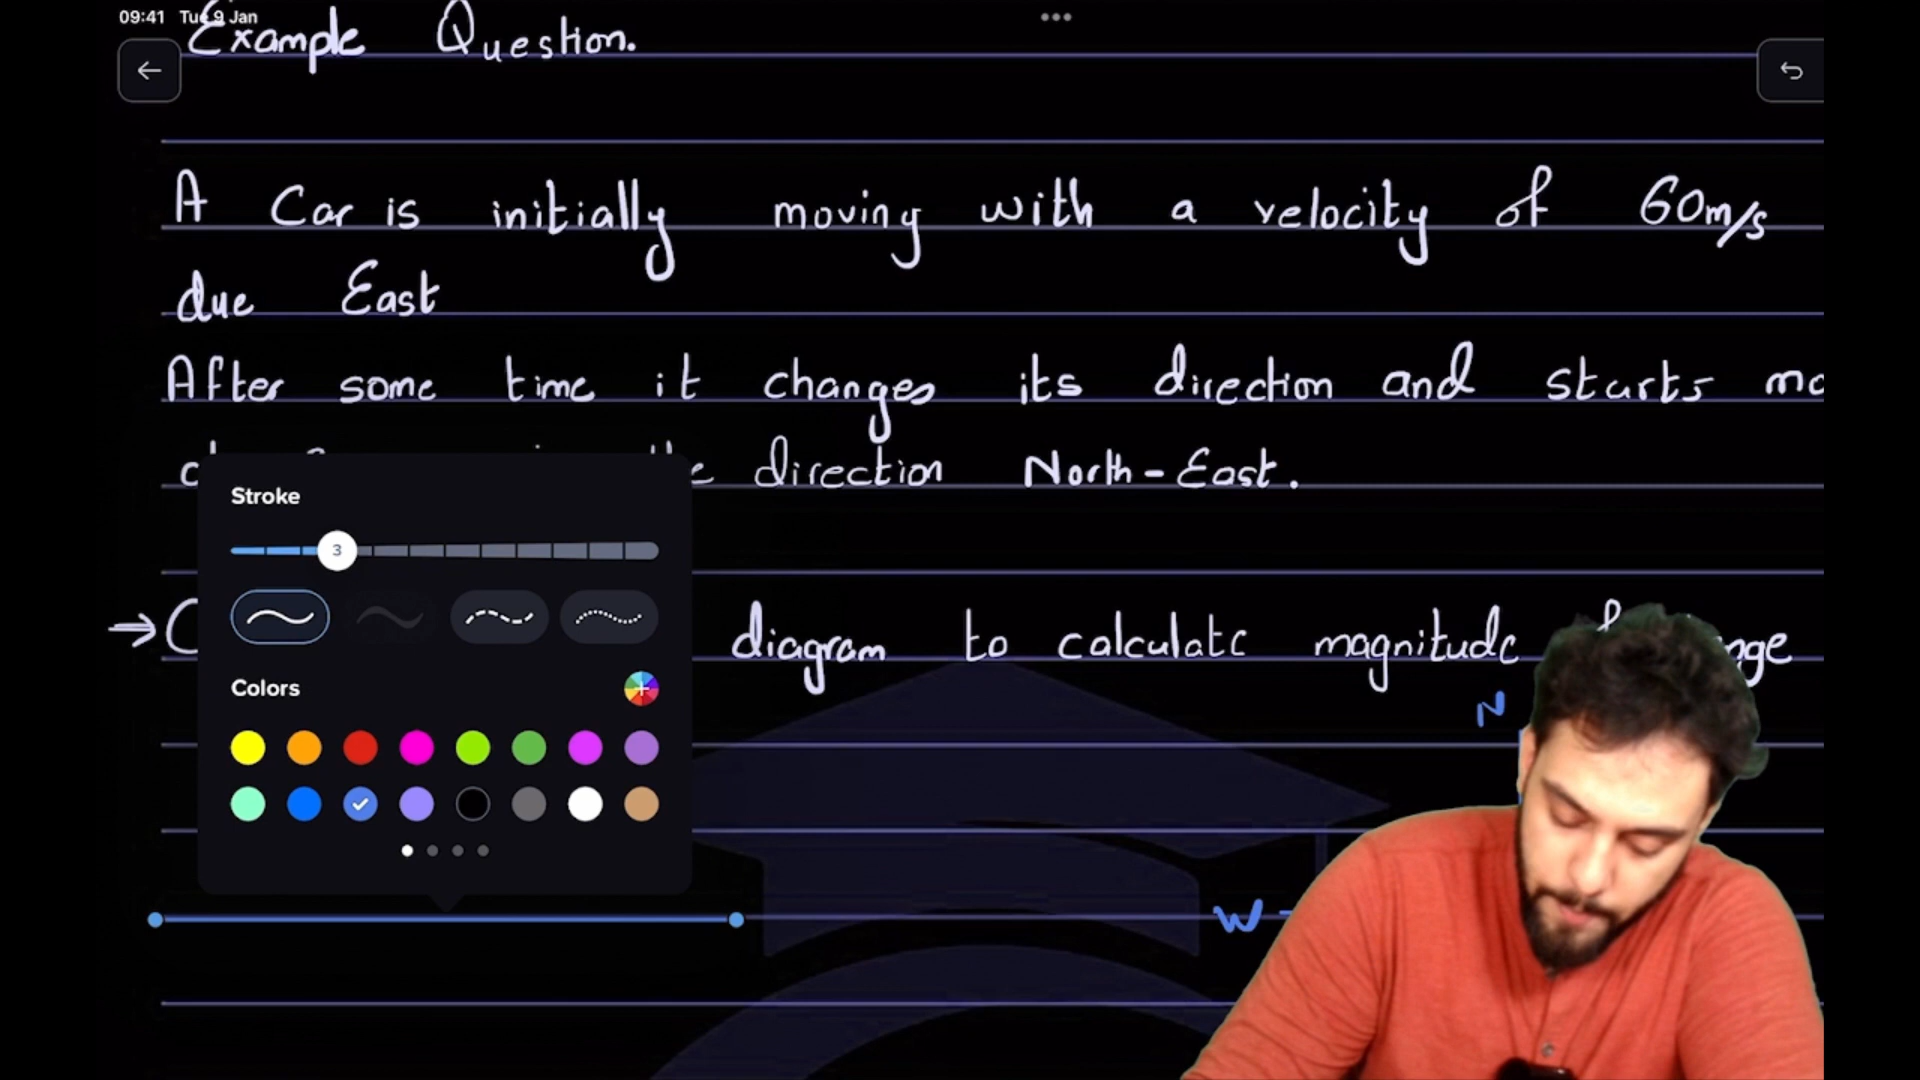 09:41 Tue 9 Jan
Example Question.
A Car is initially moving with a velocity of 60m/s
due East
After some time it changes its direction and starts
direction North-East.
Stroke
3
diagram to calculate magnitude
N
Colors
W